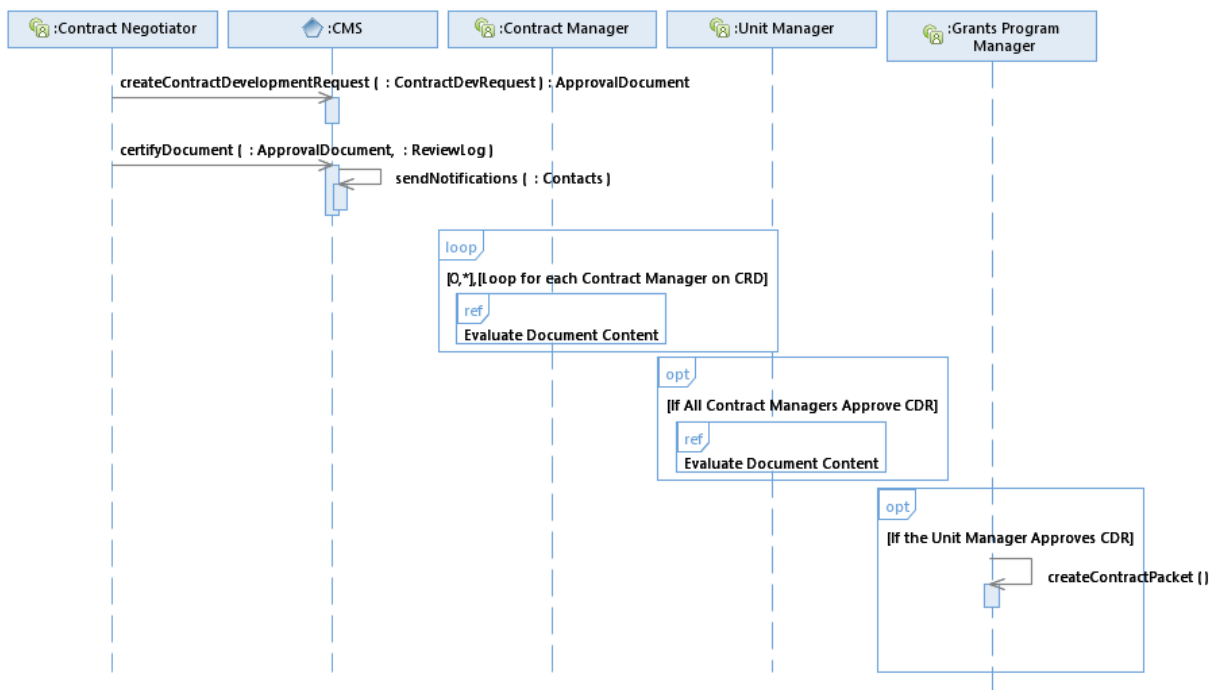 :Contract Negotiator
:CMS
:Contract Manager
:Unit Manager
:Grants Program
Manager
createContractDevelopmentRequest ( : ContractDevRequest ) : ApprovalDocument
certifyDocument ( : ApprovalDocument, : ReviewLog )
sendNotifications ( : Contacts )
loop
[0,*],[Loop for each Contract Manager on CRD]
ref
Evaluate Document Content
opt
[If All Contract Managers Approve CDR]
ref
Evaluate Document Content
opt
[If the Unit Manager Approves CDR]
createContractPacket ( )